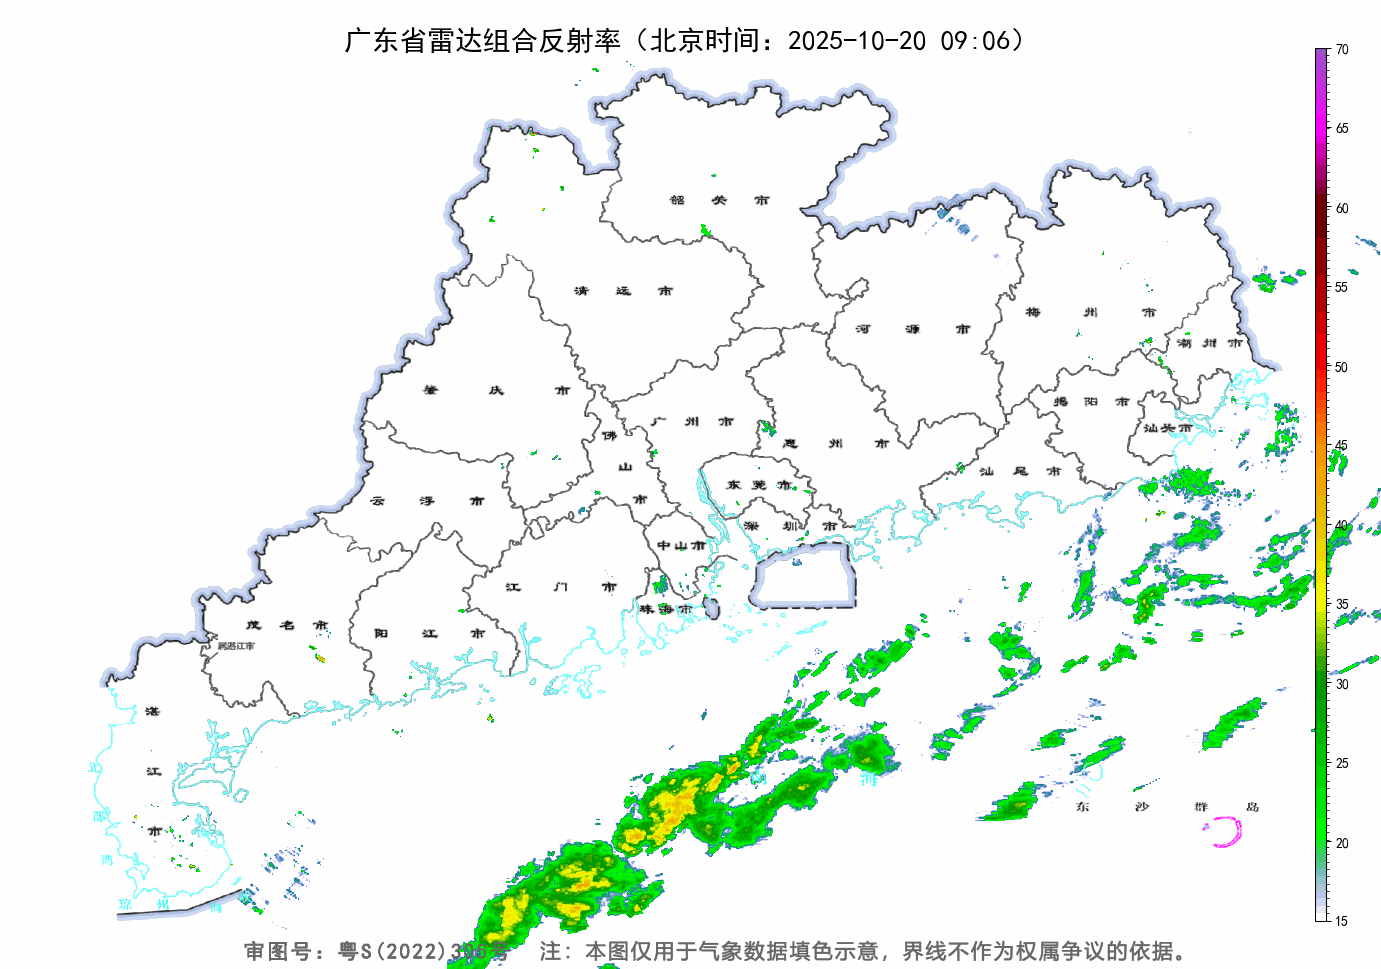 广东省雷达组合反射率（北京时间：2025-10-20 09:06）
70
65
60
55
50
45
40
35
30
25
20
15
韶 关 市
清 远 市
河 源 市
梅 州 市
潮 州 市
肇 庆 市
佛 山 市
广 州 市
惠 州 市
揭 阳 市
汕头市
汕 尾 市
云 浮 市
东 莞 市
深 圳 市
中山市
江 门 市
珠海市
茂 名 市
属湛江市
阳 江 市
湛 江 市
北 部 湾
琼 州 海
海
东 沙 群 岛
审图号：粤S(2022)　号　注：本图仅用于气象数据填色示意，界线不作为权属争议的依据。